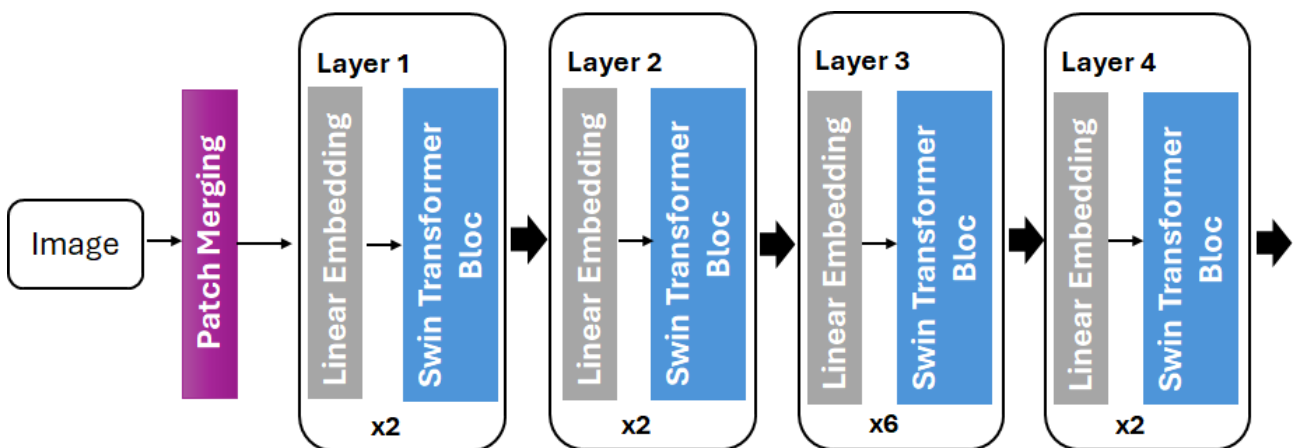 Image
Patch Merging
Layer 1
Linear Embedding
Swin Transformer
Bloc
x2
Layer 2
Linear Embedding
Swin Transformer
Bloc
x2
Layer 3
Linear Embedding
Swin Transformer
Bloc
x6
Layer 4
Linear Embedding
Swin Transformer
Bloc
x2